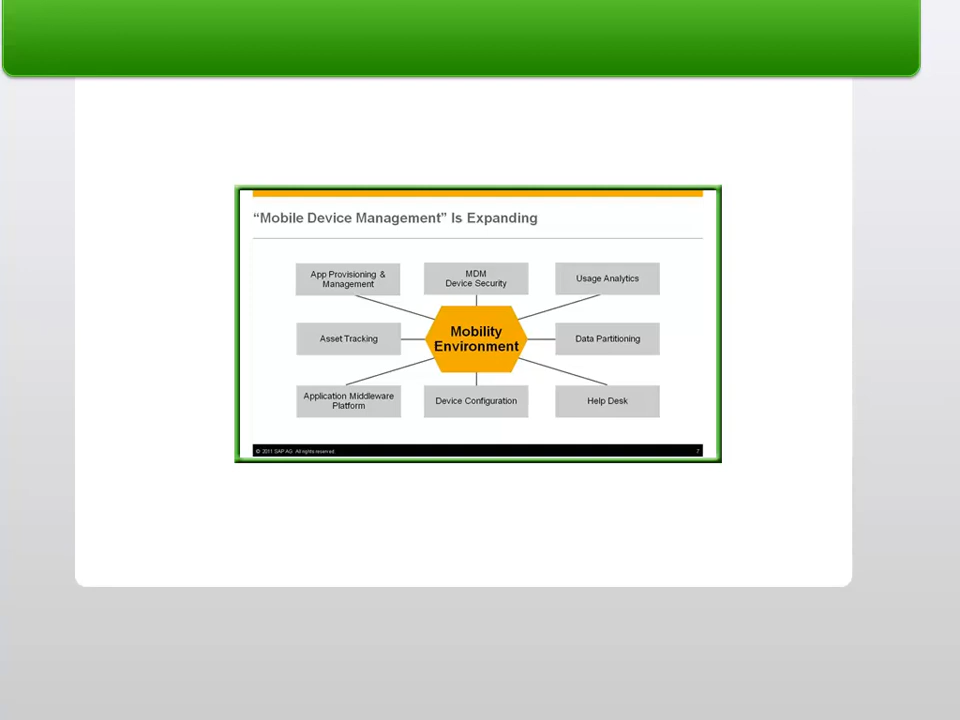 “Mobile Device Management” Is Expanding
App Provisioning &
Management
MDM
Device Security
Usage Analytics
Asset Tracking
Mobility
Environment
Data Partitioning
Application Middleware
Platform
Device Configuration
Help Desk
© 2011 SAP AG. All rights reserved.
7